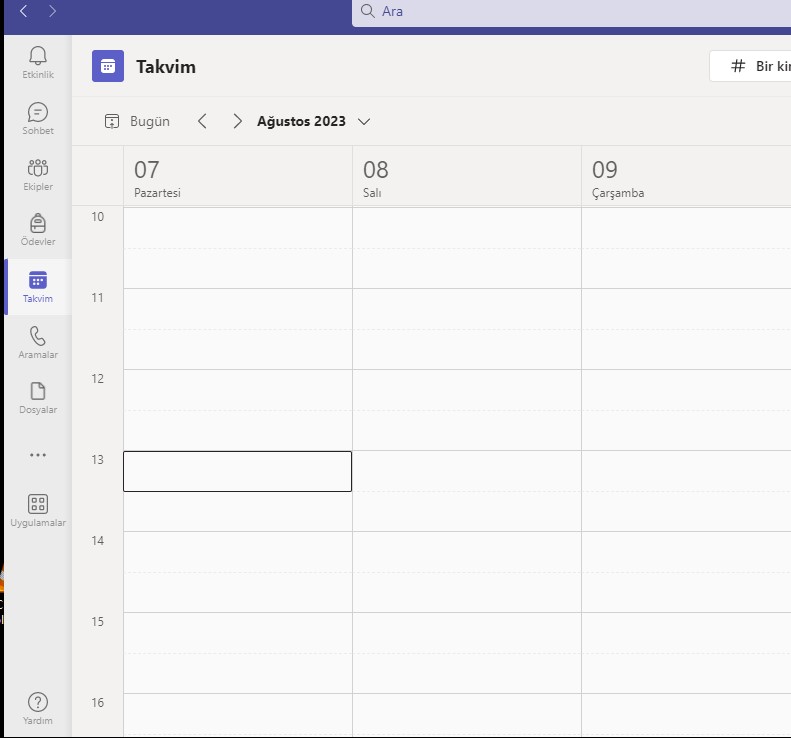 Ara
Etkinlik
Sohbet
Ekipler
Ödevler
Takvim
Aramalar
Dosyalar
Uygulamalar
Yardım
Takvim
# Bir
Bugün
Ağustos 2023
07 08 09
Pazartesi Salı Çarşamba
10
11
12
13
14
15
16